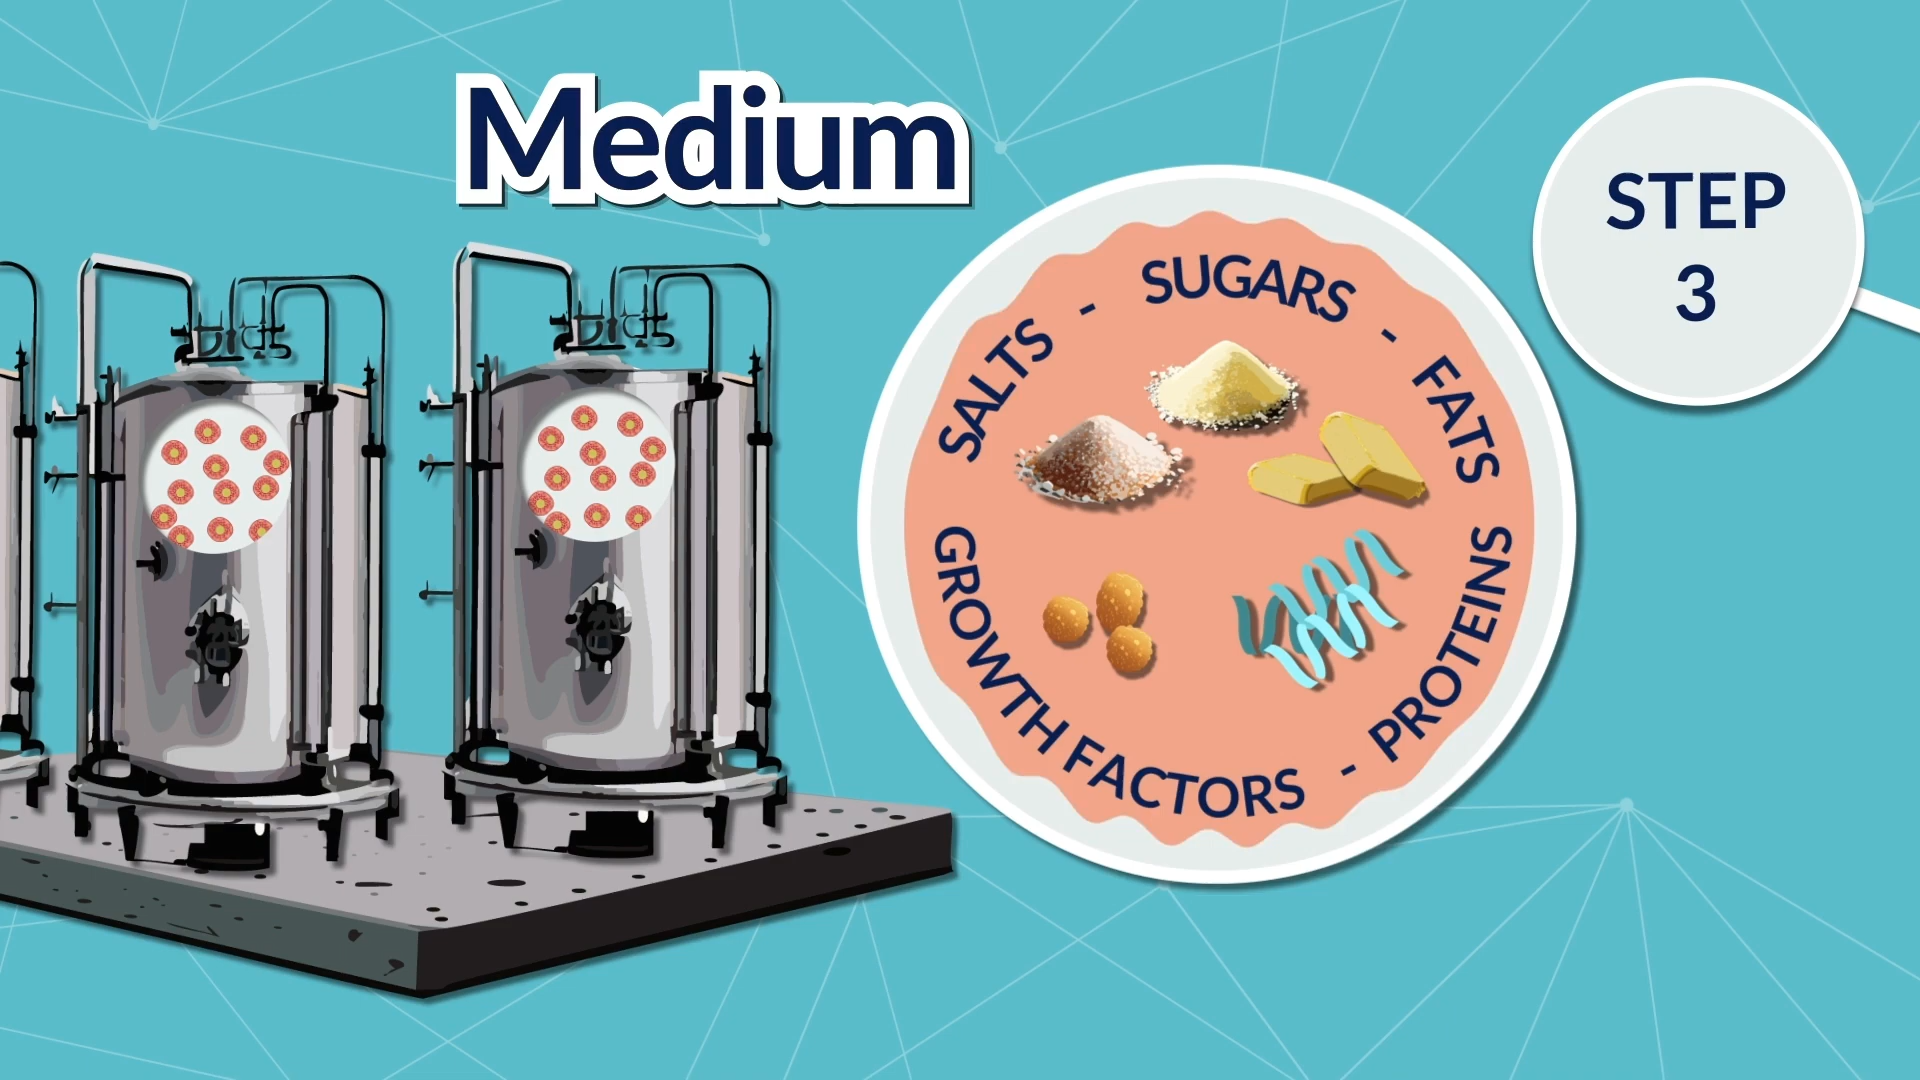 Medium
STEP
3
SALTS - SUGARS - FATS
GROWTH FACTORS - PROTEINS